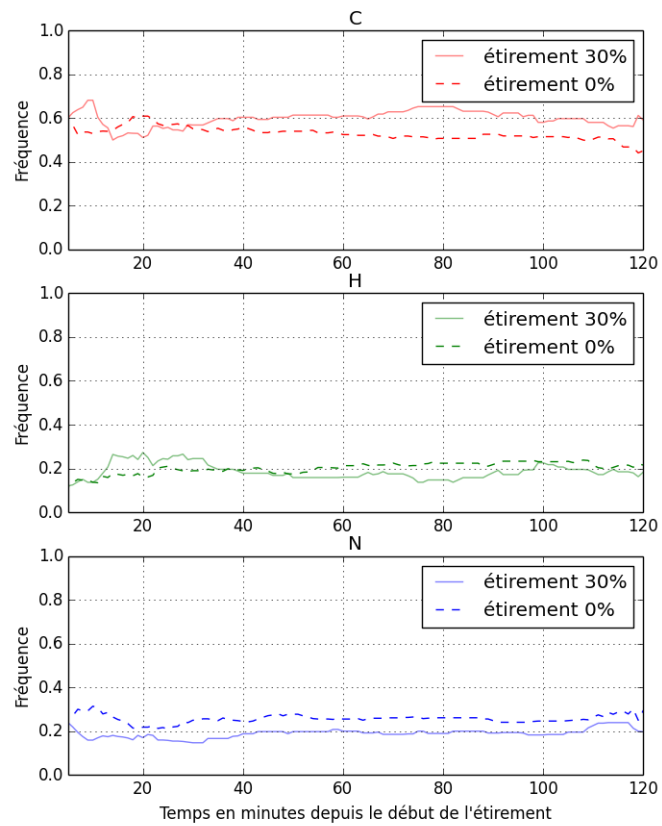 C
1.0
0.8
0.6
0.4
0.2
0.0
Fréquence
étirement 30%
étirement 0%
20 40 60 80 100 120
H
1.0
0.8
0.6
0.4
0.2
0.0
Fréquence
étirement 30%
étirement 0%
20 40 60 80 100 120
N
1.0
0.8
0.6
0.4
0.2
0.0
Fréquence
étirement 30%
étirement 0%
20 40 60 80 100 120
Temps en minutes depuis le début de l'étirement